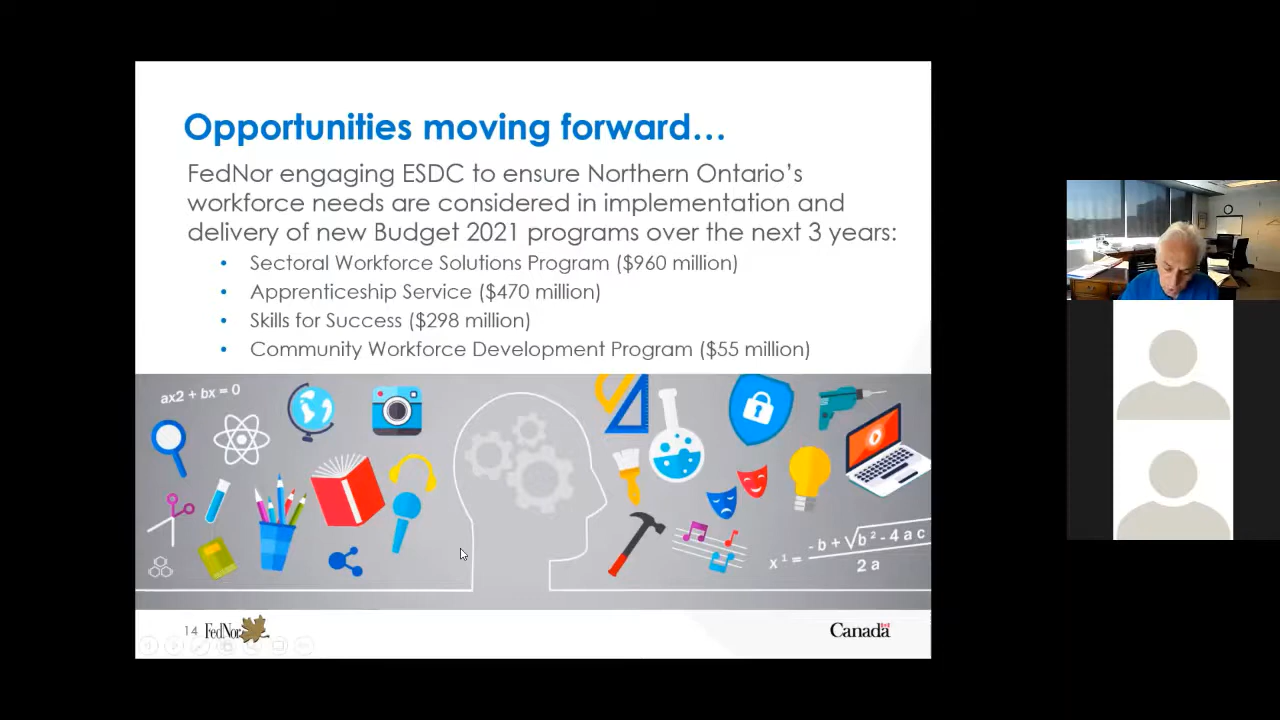 Opportunities moving forward…
FedNor engaging ESDC to ensure Northern Ontario's
workforce needs are considered in implementation and
delivery of new Budget 2021 programs over the next 3 years:
• Sectoral Workforce Solutions Program ($960 million)
• Apprenticeship Service ($470 million)
• Skills for Success ($298 million)
• Community Workforce Development Program ($55 million)
ax2 + bx = 0
x¹ = -b + √b² - 4 a c
2 a
14 FedNor
Canada